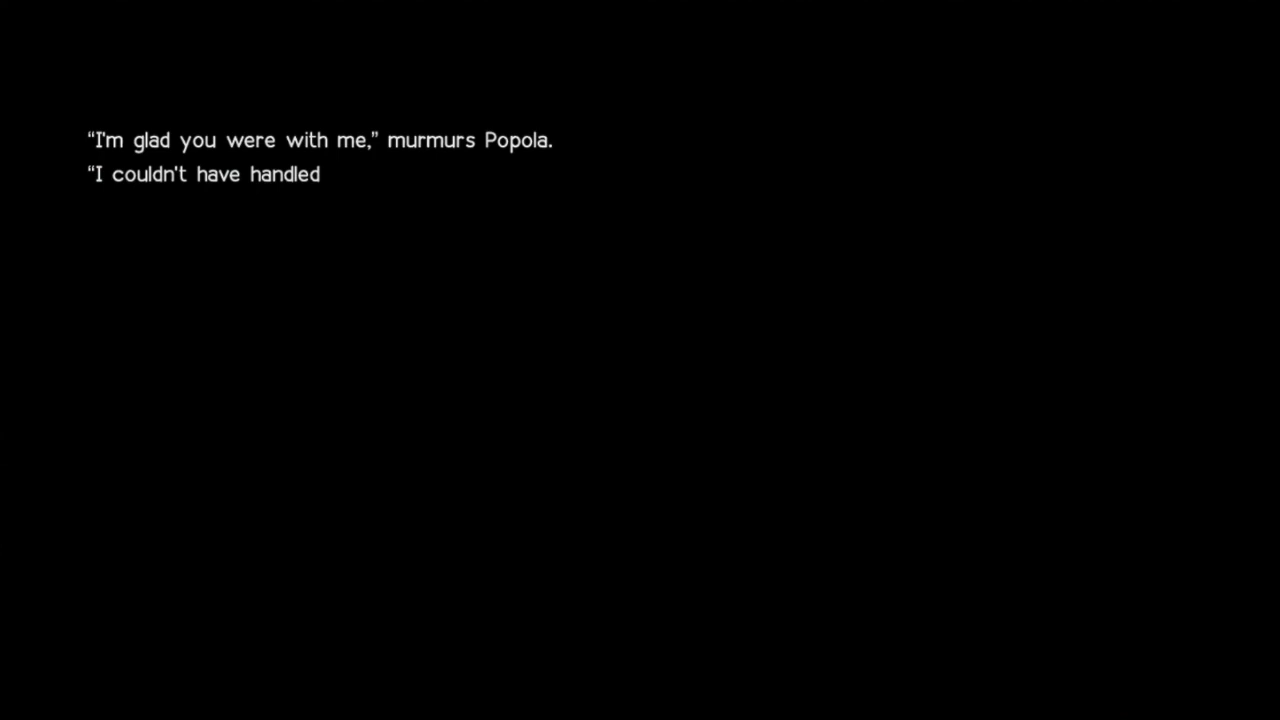 “I'm glad you were with me,” murmurs Popola.
“I couldn't have handled